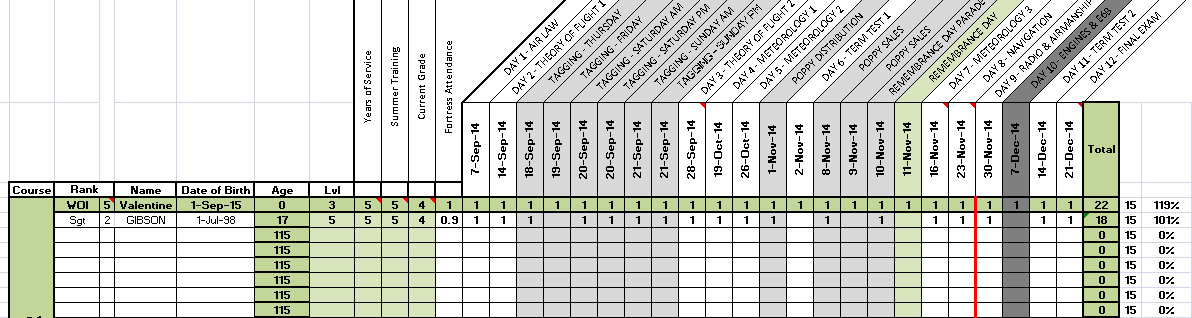 DAY 1 - AIR LAW
DAY 2 - THEORY OF FLIGHT 1
TAGGING - THURSDAY
TAGGING - FRIDAY
TAGGING - SATURDAY AM
TAGGING - SATURDAY PM
TAGGING - SUNDAY AM
TAGGING - SUNDAY PM
DAY 3 - THEORY OF FLIGHT 2
DAY 4 - METEOROLOGY 1
DAY 5 - METEOROLOGY 2
POPPY DISTRIBUTION
DAY 6 - TERM TEST 1
POPPY SALES
POPPY SALES
REMEMBRANCE DAY PARADE
REMEMBRANCE DAY
DAY 7 - METEOROLOGY 3
DAY 8 - NAVIGATION
DAY 9 - RADIO & AIRMANSHIP
DAY 10 - ENGINES & E6B
DAY 11 - TERM TEST 2
DAY 12 - FINAL EXAM
Years of Service
Summer Training
Current Grade
Fortress Attendance
7-Sep-14
14-Sep-14
18-Sep-14
19-Sep-14
20-Sep-14
20-Sep-14
21-Sep-14
21-Sep-14
28-Sep-14
19-Oct-14
26-Oct-14
1-Nov-14
2-Nov-14
8-Nov-14
9-Nov-14
10-Nov-14
11-Nov-14
16-Nov-14
23-Nov-14
30-Nov-14
7-Dec-14
14-Dec-14
21-Dec-14
Total
Course Rank Name Date of Birth Age Lvl
WOI 5 Valentine 1-Sep-15 0 3 5 5 4 1 1 1 1 1 1 1 1 1 1 1 1 1 1 1 1 1 1 1 1 1 1 1 1 22 15 119%
Sgt 2 GIBSON 1-Jul-98 17 5 5 5 4 0.9 1 1 1 1 1 1 1 1 1 1 1 1 1 1 1 1 1 1 18 15 101%
115 0 15 0%
115 0 15 0%
115 0 15 0%
115 0 15 0%
115 0 15 0%
115 0 15 0%